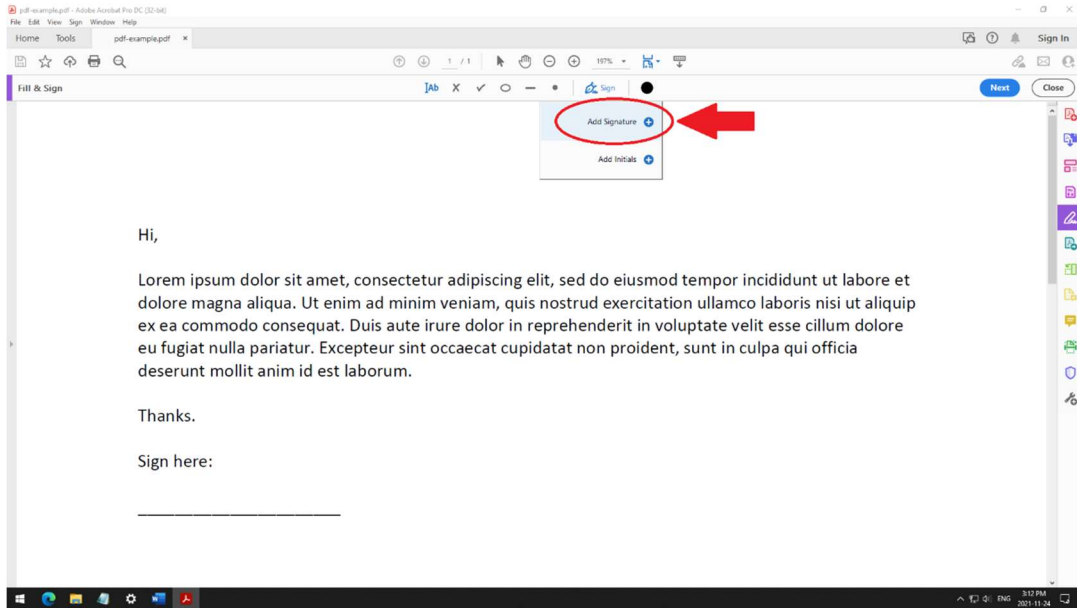 pdf-example.pdf - Adobe Acrobat Pro DC (32-bit)
File Edit View Sign Window Help
Home Tools pdf-example.pdf × Sign In
1 / 1 197%
Fill & Sign IAb X Sign Next Close
Add Signature
Add Initials
Hi,
Lorem ipsum dolor sit amet, consectetur adipiscing elit, sed do eiusmod tempor incididunt ut labore et
dolore magna aliqua. Ut enim ad minim veniam, quis nostrud exercitation ullamco laboris nisi ut aliquip
ex ea commodo consequat. Duis aute irure dolor in reprehenderit in voluptate velit esse cillum dolore
eu fugiat nulla pariatur. Excepteur sint occaecat cupidatat non proident, sunt in culpa qui officia
deserunt mollit anim id est laborum.
Thanks.
Sign here:
ENG 3:12 PM
2021-11-24